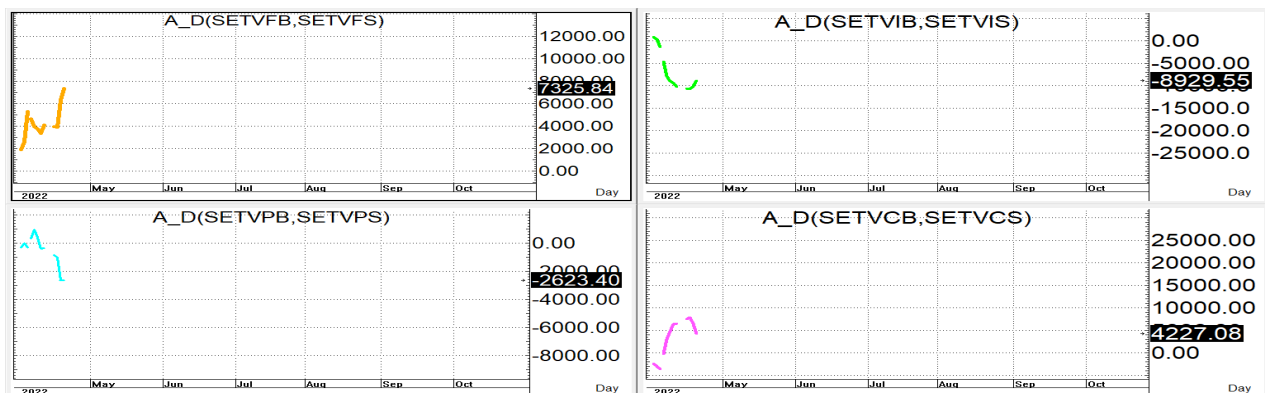 A_D(SETVFB,SETVFS)
12000.00
10000.00
8000.00
7325.84
6000.00
4000.00
2000.00
0.00
May Jun Jul Aug Sep Oct
2022
Day
A_D(SETVIB,SETVIS)
0.00
-5000.00
-8929.55
-15000.0
-20000.0
-25000.0
May Jun Jul Aug Sep Oct
2022
Day
A_D(SETVPB,SETVPS)
0.00
-2000.00
-2623.40
-4000.00
-6000.00
-8000.00
May Jun Jul Aug Sep Oct
2022
Day
A_D(SETVCB,SETVCS)
25000.00
20000.00
15000.00
10000.00
4227.08
0.00
May Jun Jul Aug Sep Oct
2022
Day